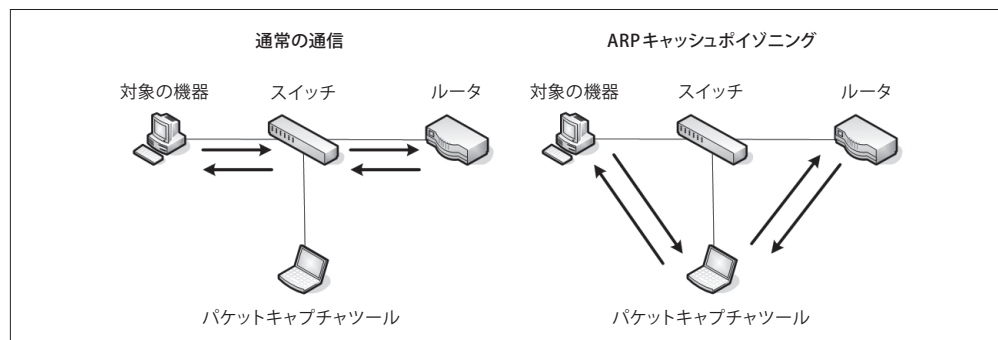 通常の通信
対象の機器 スイッチ ルータ
パケットキャプチャツール
ARPキャッシュポイゾニング
対象の機器 スイッチ ルータ
パケットキャプチャツール